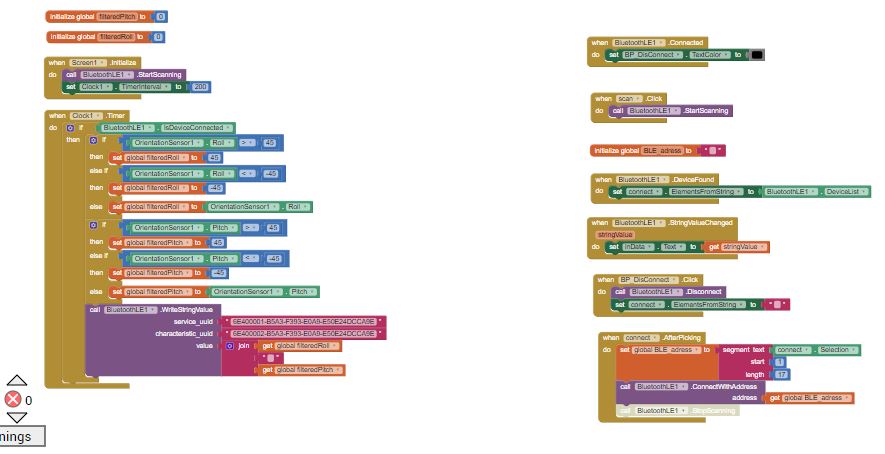 initialize global filteredPitch to 0
initialize global filteredRoll to 0
when Screen1 .Initialize
do call BluetoothLE1 .StartScanning
set Clock1 . TimerInterval to 200
when Clock1 .Timer
do if BluetoothLE1 . IsDeviceConnected
then if OrientationSensor1 . Roll > 45
then set global filteredRoll to 45
else if OrientationSensor1 . Roll < -45
then set global filteredRoll to -45
else set global filteredRoll to OrientationSensor1 . Roll
if OrientationSensor1 . Pitch > 45
then set global filteredPitch to 45
else if OrientationSensor1 . Pitch < -45
then set global filteredPitch to -45
else set global filteredPitch to OrientationSensor1 . Pitch
call BluetoothLE1 .WriteStringValue
service_uuid " 6E400001-B5A3-F393-E0A9-E50E24DCCA9E "
characteristic_uuid " 6E400002-B5A3-F393-E0A9-E50E24DCCA9E "
value join get global filteredRoll
" "
get global filteredPitch
0
nings
when BluetoothLE1 .Connected
do set BP_DisConnect . TextColor to
when scan .Click
do call BluetoothLE1 .StartScanning
initialize global BLE_adress to " "
when BluetoothLE1 .DeviceFound
do set connect . ElementsFromString to BluetoothLE1 . DeviceList
when BluetoothLE1 .StringValueChanged
stringValue
do set inData . Text to get stringValue
when BP_DisConnect .Click
do call BluetoothLE1 .Disconnect
set connect . ElementsFromString to " "
when connect .AfterPicking
do set global BLE_adress to segment text connect . Selection
start 1
length 17
call BluetoothLE1 .ConnectWithAddress
address get global BLE_adress
call BluetoothLE1 .StopScanning